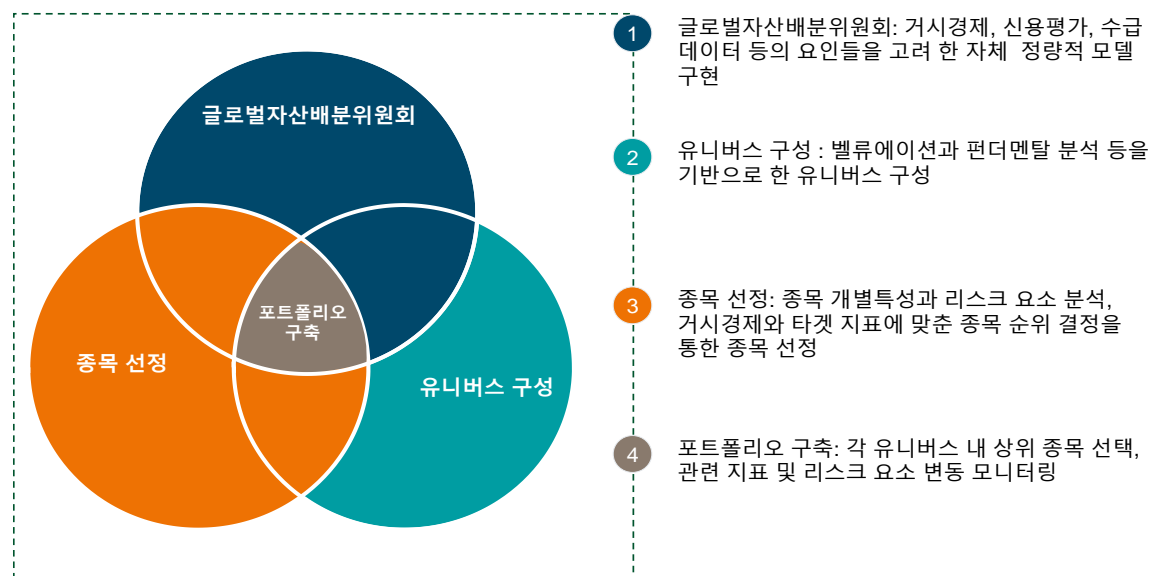 글로벌자산배분위원회
종목 선정
포트폴리오
구축
유니버스 구성
1
글로벌자산배분위원회: 거시경제, 신용평가, 수급
데이터 등의 요인들을 고려 한 자체 정량적 모델
구현
2
유니버스 구성 : 벨류에이션과 펀더멘탈 분석 등을
기반으로 한 유니버스 구성
3
종목 선정: 종목 개별특성과 리스크 요소 분석,
거시경제와 타겟 지표에 맞춘 종목 순위 결정을
통한 종목 선정
4
포트폴리오 구축: 각 유니버스 내 상위 종목 선택,
관련 지표 및 리스크 요소 변동 모니터링